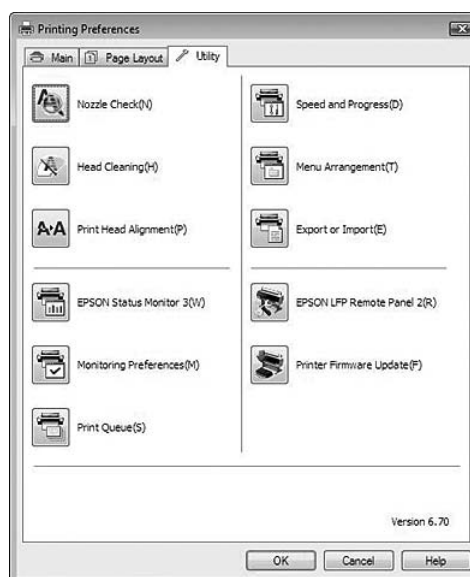 Printing Preferences
Main
Page Layout
Utility
Nozzle Check(N)
Speed and Progress(D)
Head Cleaning(H)
Menu Arrangement(T)
A▸A
Print Head Alignment(P)
Export or Import(E)
EPSON Status Monitor 3(W)
EPSON LFP Remote Panel 2(R)
Monitoring Preferences(M)
Printer Firmware Update(F)
Print Queue(S)
Version 6.70
OK
Cancel
Help